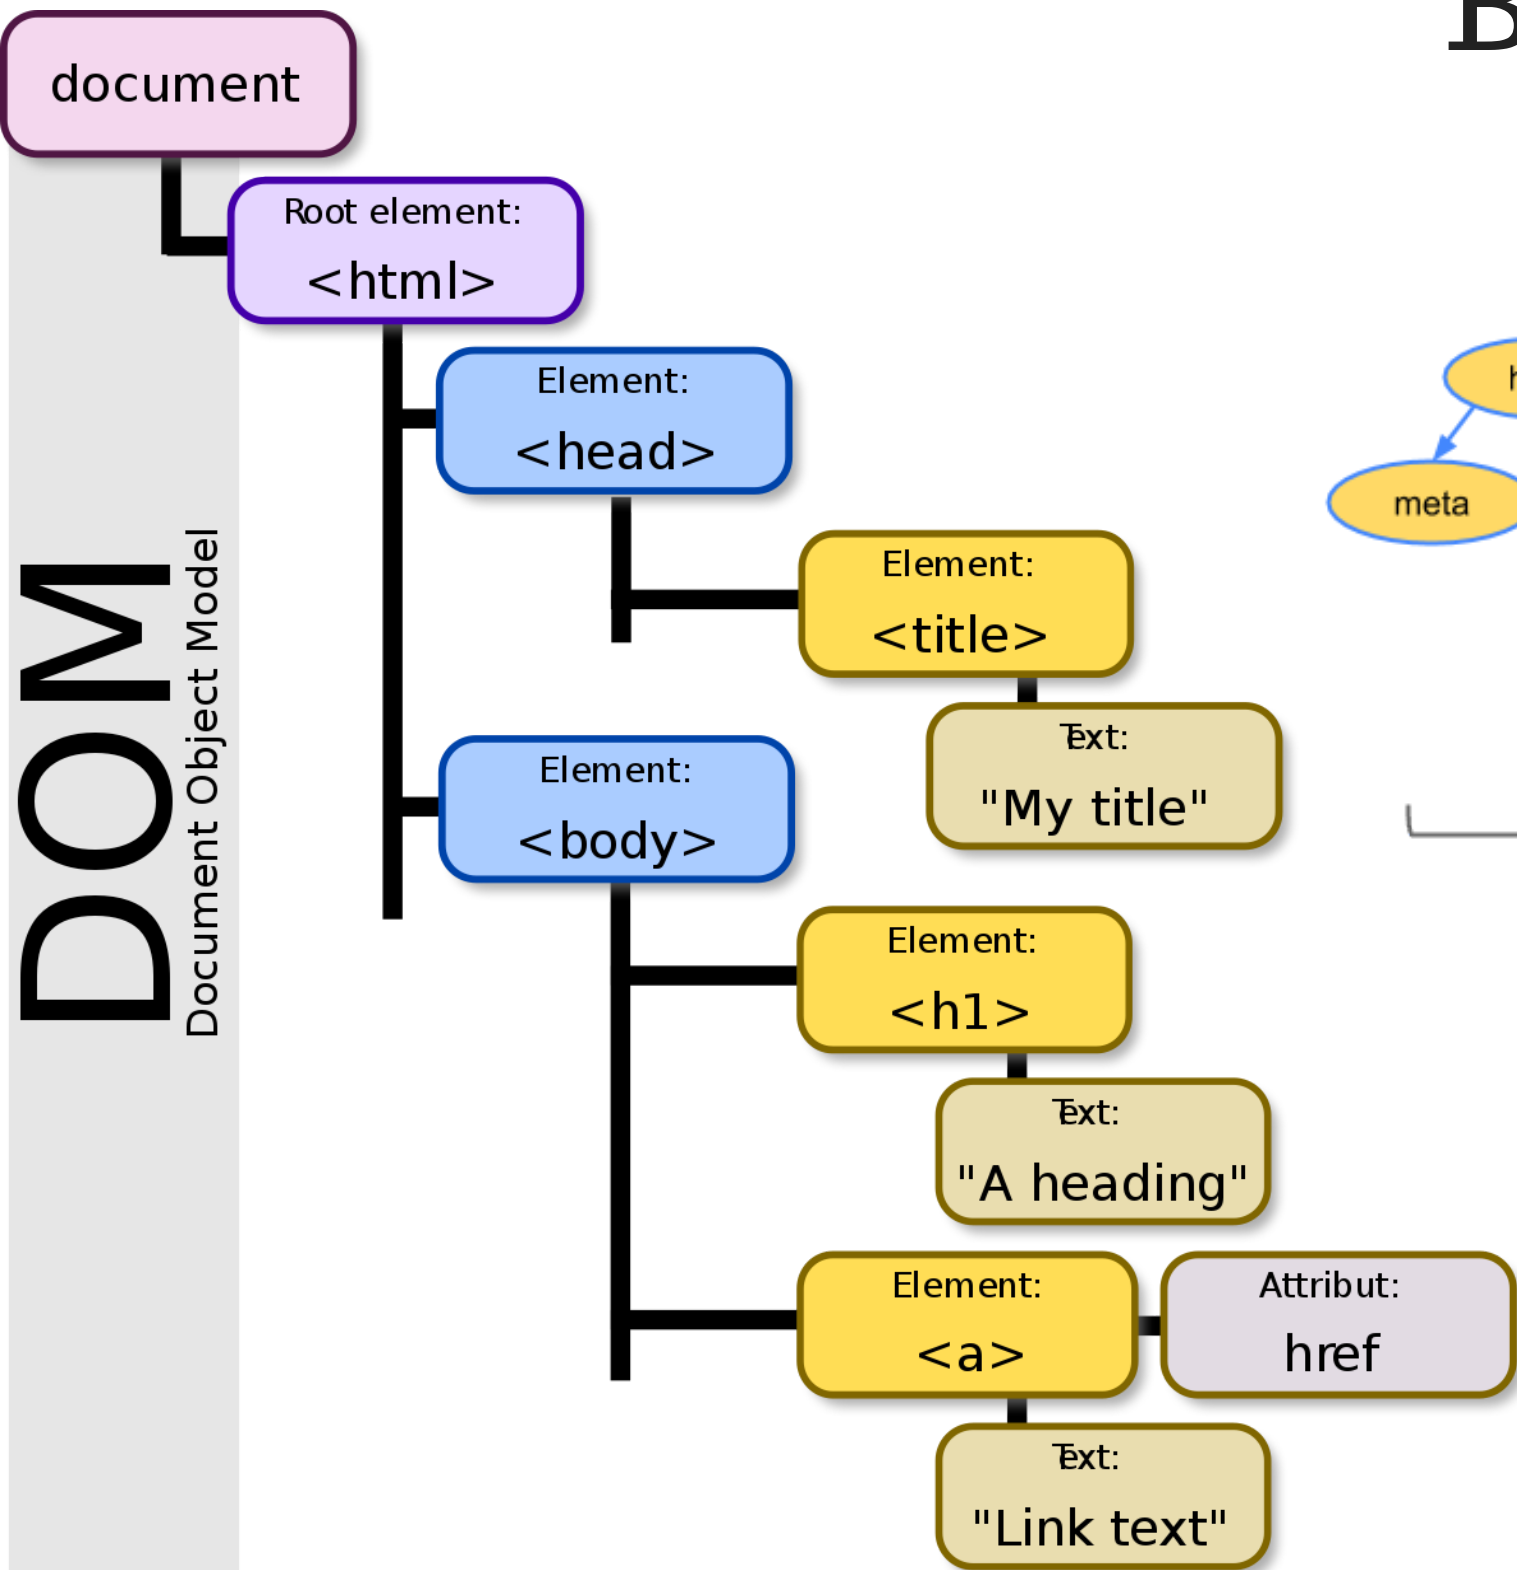 document
Root element:
<html>
Element:
<head>
Element:
<title>
Text:
"My title"
Element:
<body>
Element:
<h1>
Text:
"A heading"
Element:
<a>
Attribut:
href
Text:
"Link text"
DOM
Document Object Model
meta